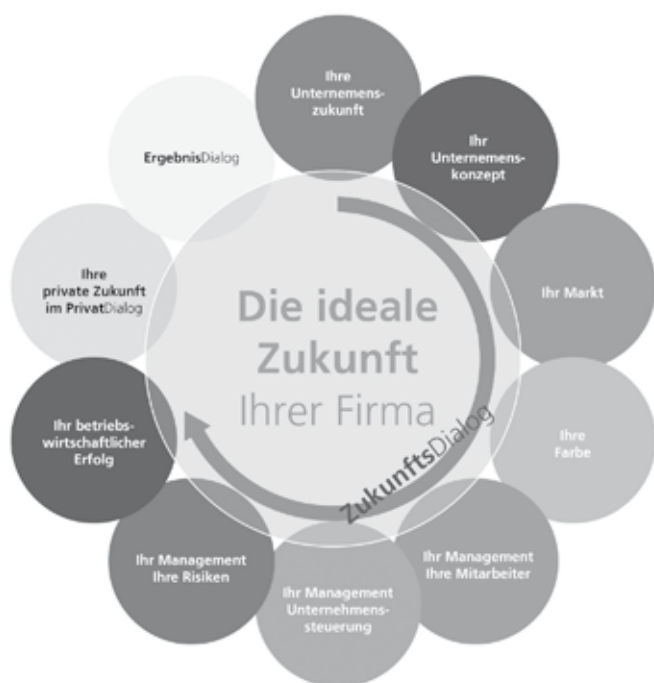 Ihre
Unternemens-
zukunft
Ihr
Unternemens-
konzept
Ihr Markt
Ihre
Farbe
Ihr Management
Ihre Mitarbeiter
Ihr Management
Unternehmens-
steuerung
Ihr Management
Ihre Risiken
Ihr betriebs-
wirtschaftlicher
Erfolg
Ihre
private Zukunft
im PrivatDialog
ErgebnisDialog
Die ideale
Zukunft
Ihrer Firma
ZukunftsDialog